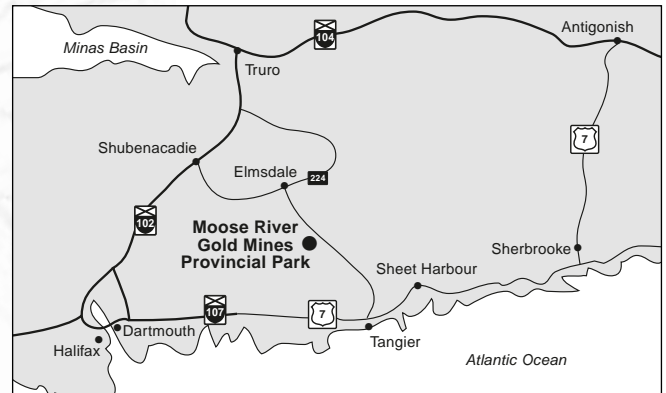 Antigonish
104
Minas Basin
Truro
7
Shubenacadie
Elmsdale
224
102
Moose River
Gold Mines
Provincial Park
Sherbrooke
Sheet Harbour
107
7
Dartmouth
Tangier
Halifax
Atlantic Ocean